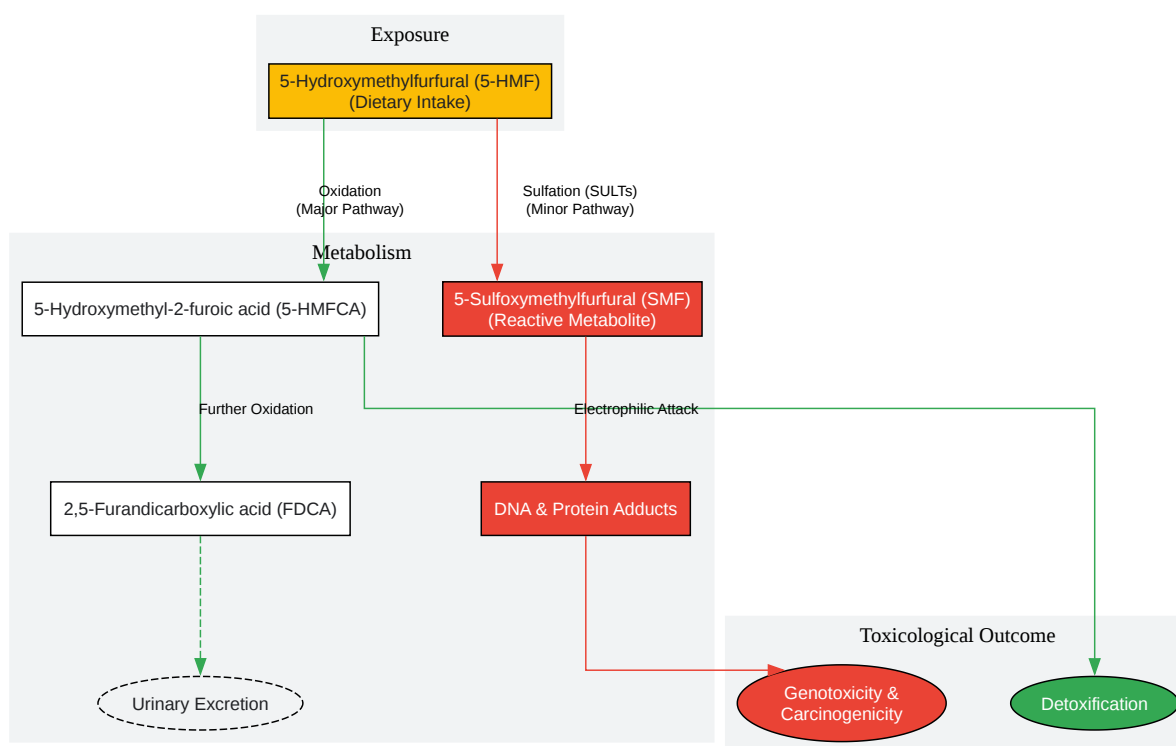 Exposure
5-Hydroxymethylfurfural (5-HMF)
(Dietary Intake)
Oxidation
(Major Pathway)
Sulfation (SULTs)
(Minor Pathway)
Metabolism
5-Hydroxymethyl-2-furoic acid (5-HMFCA)
5-Sulfoxymethylfurfural (SMF)
(Reactive Metabolite)
Further Oxidation
Electrophilic Attack
2,5-Furandicarboxylic acid (FDCA)
DNA & Protein Adducts
Toxicological Outcome
Urinary Excretion
Genotoxicity &
Carcinogenicity
Detoxification